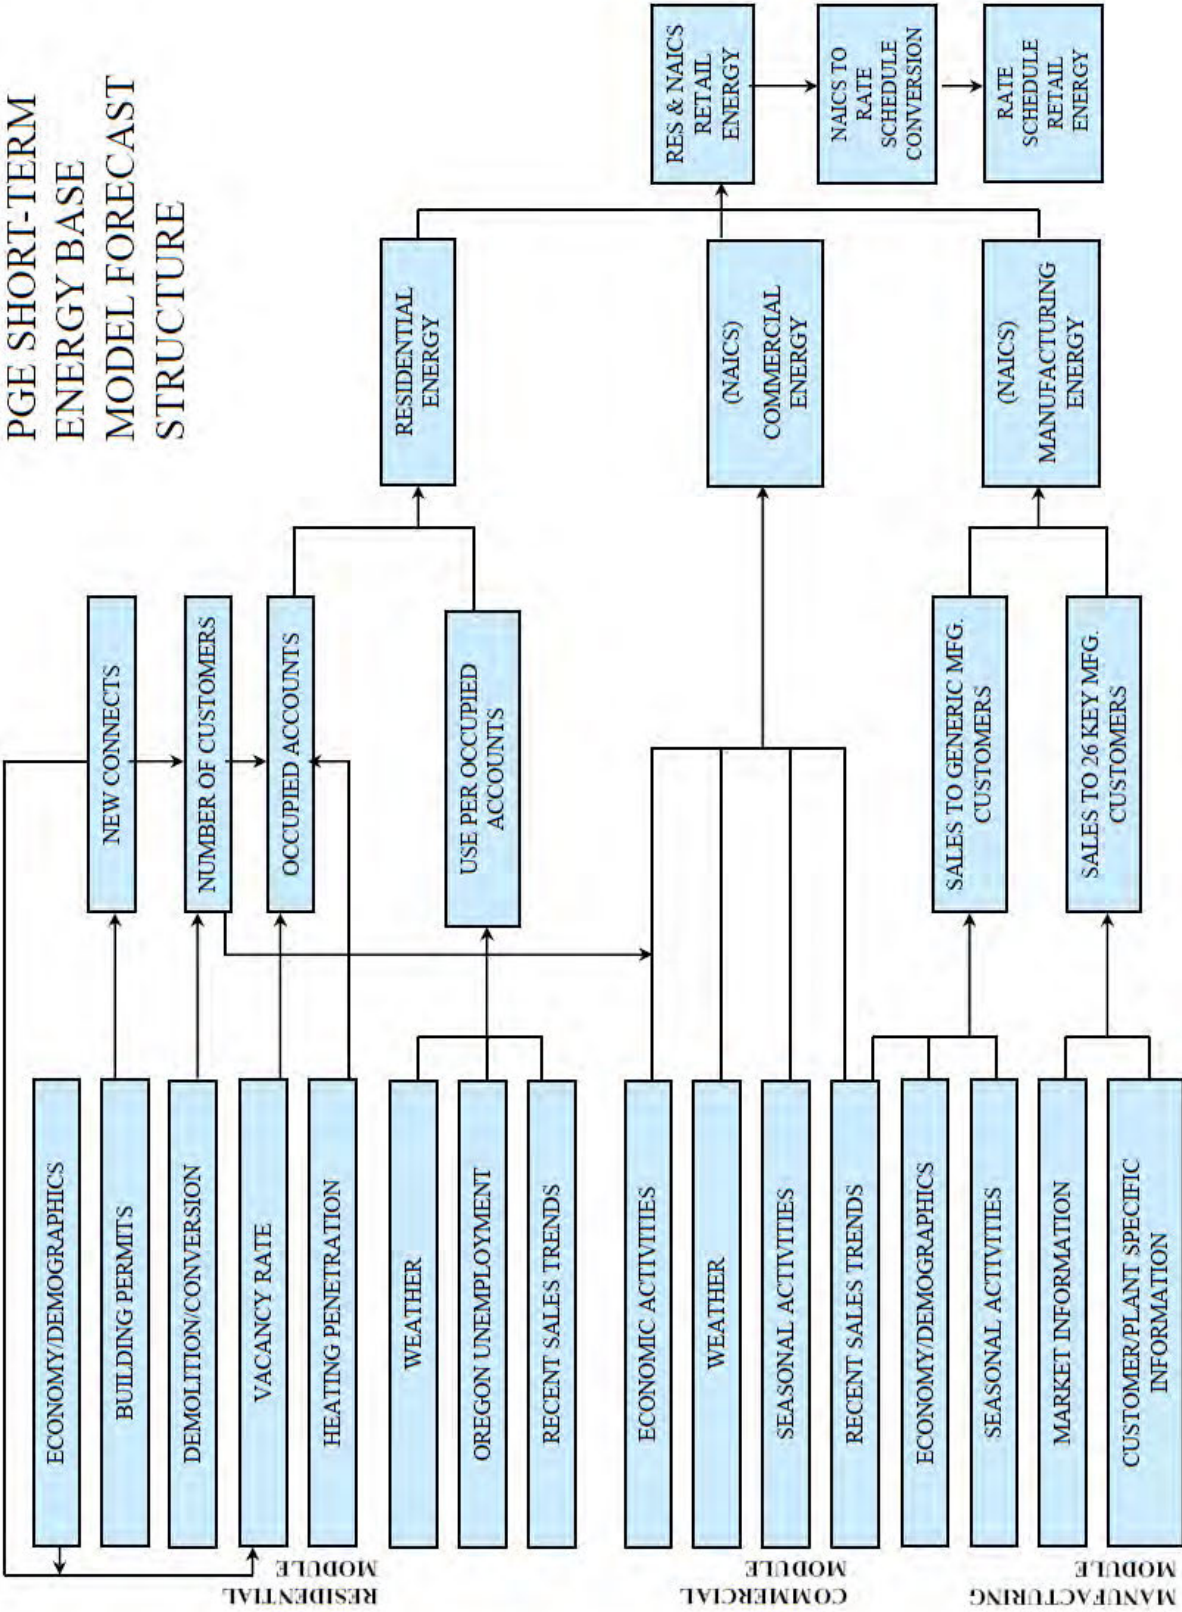 PGE SHORT-TERM
ENERGY BASE
MODEL FORECAST
STRUCTURE
RESIDENTIAL
MODULE
ECONOMY/DEMOGRAPHICS
BUILDING PERMITS
DEMOLITION/CONVERSION
VACANCY RATE
HEATING PENETRATION
WEATHER
OREGON UNEMPLOYMENT
RECENT SALES TRENDS
NEW CONNECTS
NUMBER OF CUSTOMERS
OCCUPIED ACCOUNTS
USE PER OCCUPIED
ACCOUNTS
RESIDENTIAL
ENERGY
COMMERCIAL
MODULE
ECONOMIC ACTIVITIES
WEATHER
SEASONAL ACTIVITIES
RECENT SALES TRENDS
(NAICS)
COMMERCIAL
ENERGY
MANUFACTURING
MODULE
ECONOMY/DEMOGRAPHICS
SEASONAL ACTIVITIES
MARKET INFORMATION
CUSTOMER/PLANT SPECIFIC
INFORMATION
SALES TO GENERIC MFG.
CUSTOMERS
SALES TO 26 KEY MFG.
CUSTOMERS
(NAICS)
MANUFACTURING
ENERGY
RES & NAICS
RETAIL
ENERGY
NAICS TO
RATE
SCHEDULE
CONVERSION
RATE
SCHEDULE
RETAIL
ENERGY